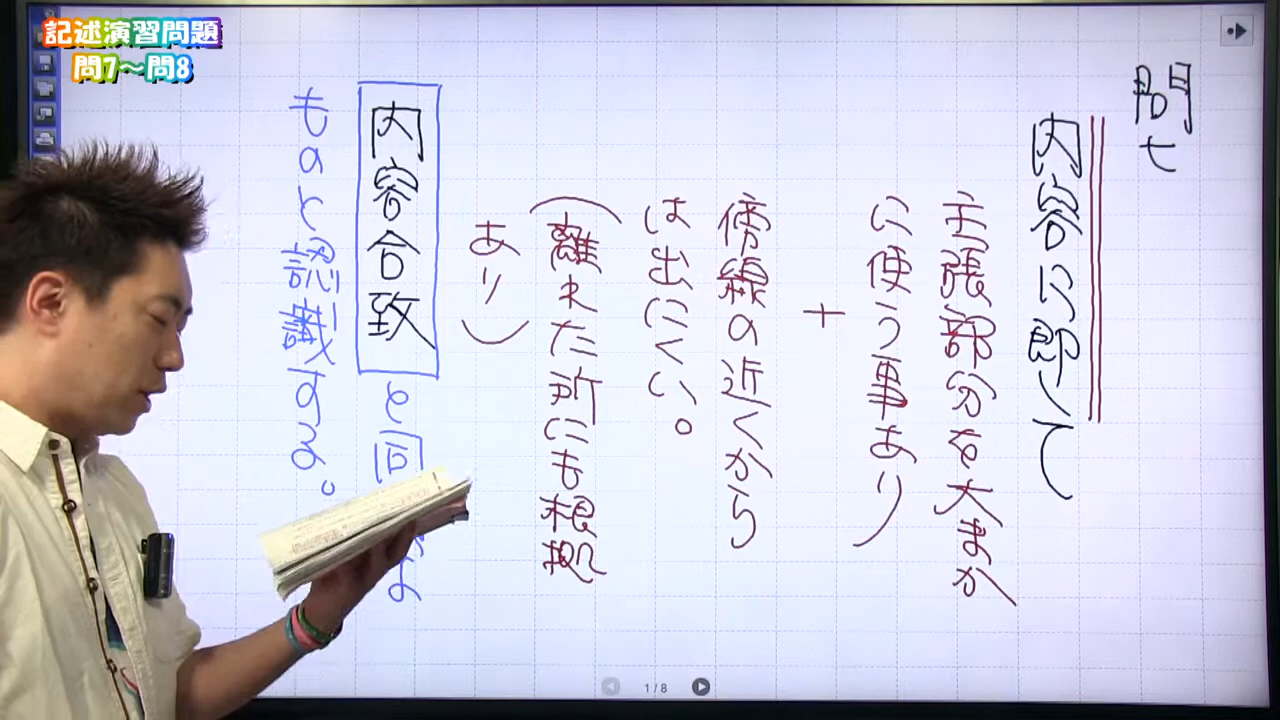 記述演習問題
問7～問8
問七
内容に即して
主張部分を大まか
に使う事あり
＋
傍線の近くから
は出にくい。
(離れた所にも根拠
あり)
内容合致と同
ものと認識する。
1/8